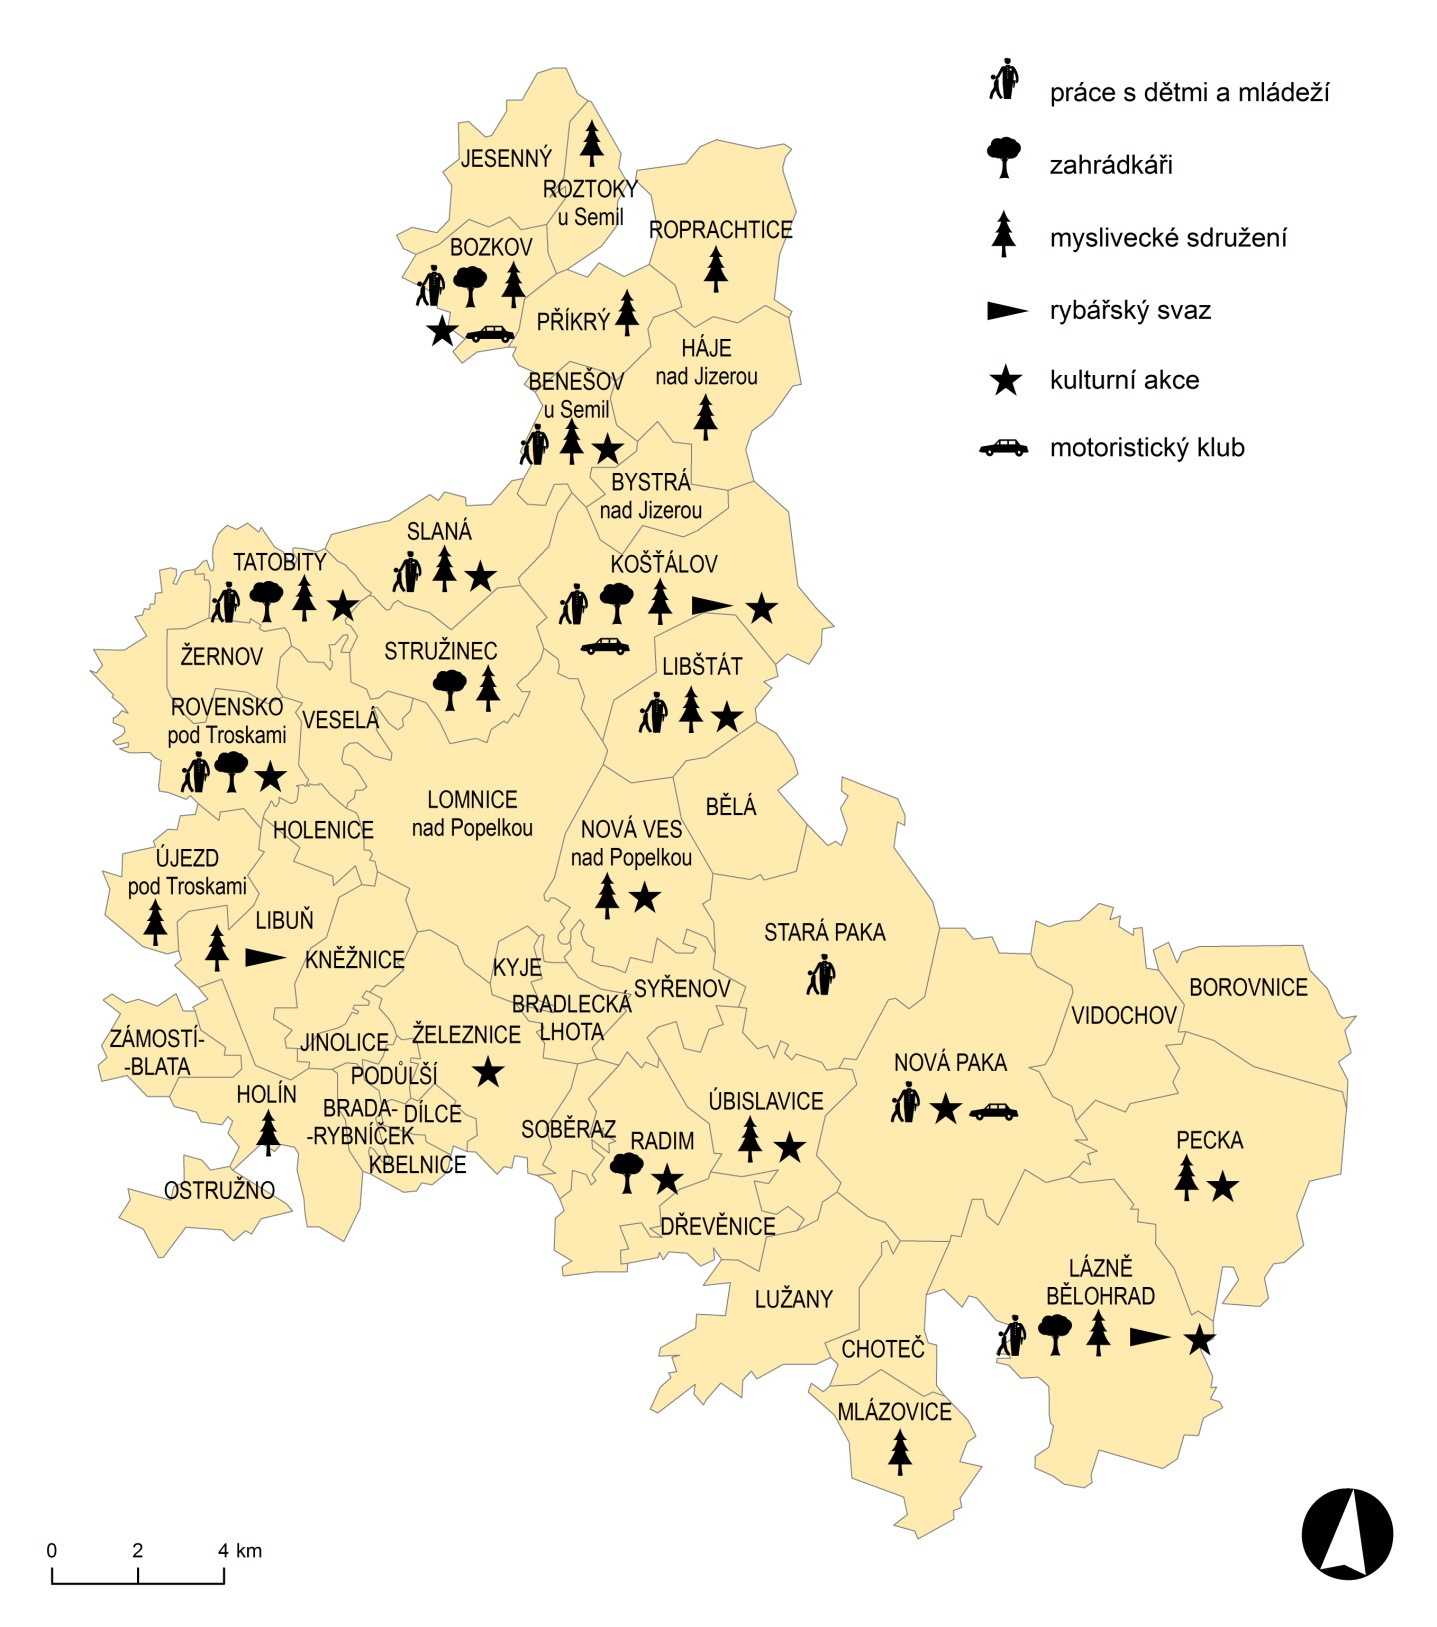 práce s dětmi a mládeží
zahrádkáři
myslivecké sdružení
rybářský svaz
kulturní akce
motoristický klub
JESENNÝ
ROZTOKY
u Semil
ROPRACHTICE
BOZKOV
PŘÍKRÝ
HÁJE
nad Jizerou
BENEŠOV
u Semil
BYSTRÁ
nad Jizerou
SLANÁ
TATOBITY
KOŠŤÁLOV
ŽERNOV
STRUŽINEC
LIBŠTÁT
ROVENSKO
pod Troskami
VESELÁ
LOMNICE
nad Popelkou
BĚLÁ
HOLENICE
NOVÁ VES
nad Popelkou
ÚJEZD
pod Troskami
LIBUŇ
STARÁ PAKA
KNĚŽNICE
KYJE
SYŘENOV
BOROVNICE
BRADLECKÁ
LHOTA
VIDOCHOV
ZÁMOSTÍ-
-BLATA
JINOLICE
ŽELEZNICE
NOVÁ PAKA
PODŮLŠÍ
HOLÍN
BRADA-
-RYBNÍČEK
DÍLCE
ÚBISLAVICE
SOBĚRAZ
RADIM
PECKA
KBELNICE
OSTRUŽNO
DŘEVĚNICE
LÁZNĚ
BĚLOHRAD
LUŽANY
CHOTEČ
MLÁZOVICE
0 2 4 km